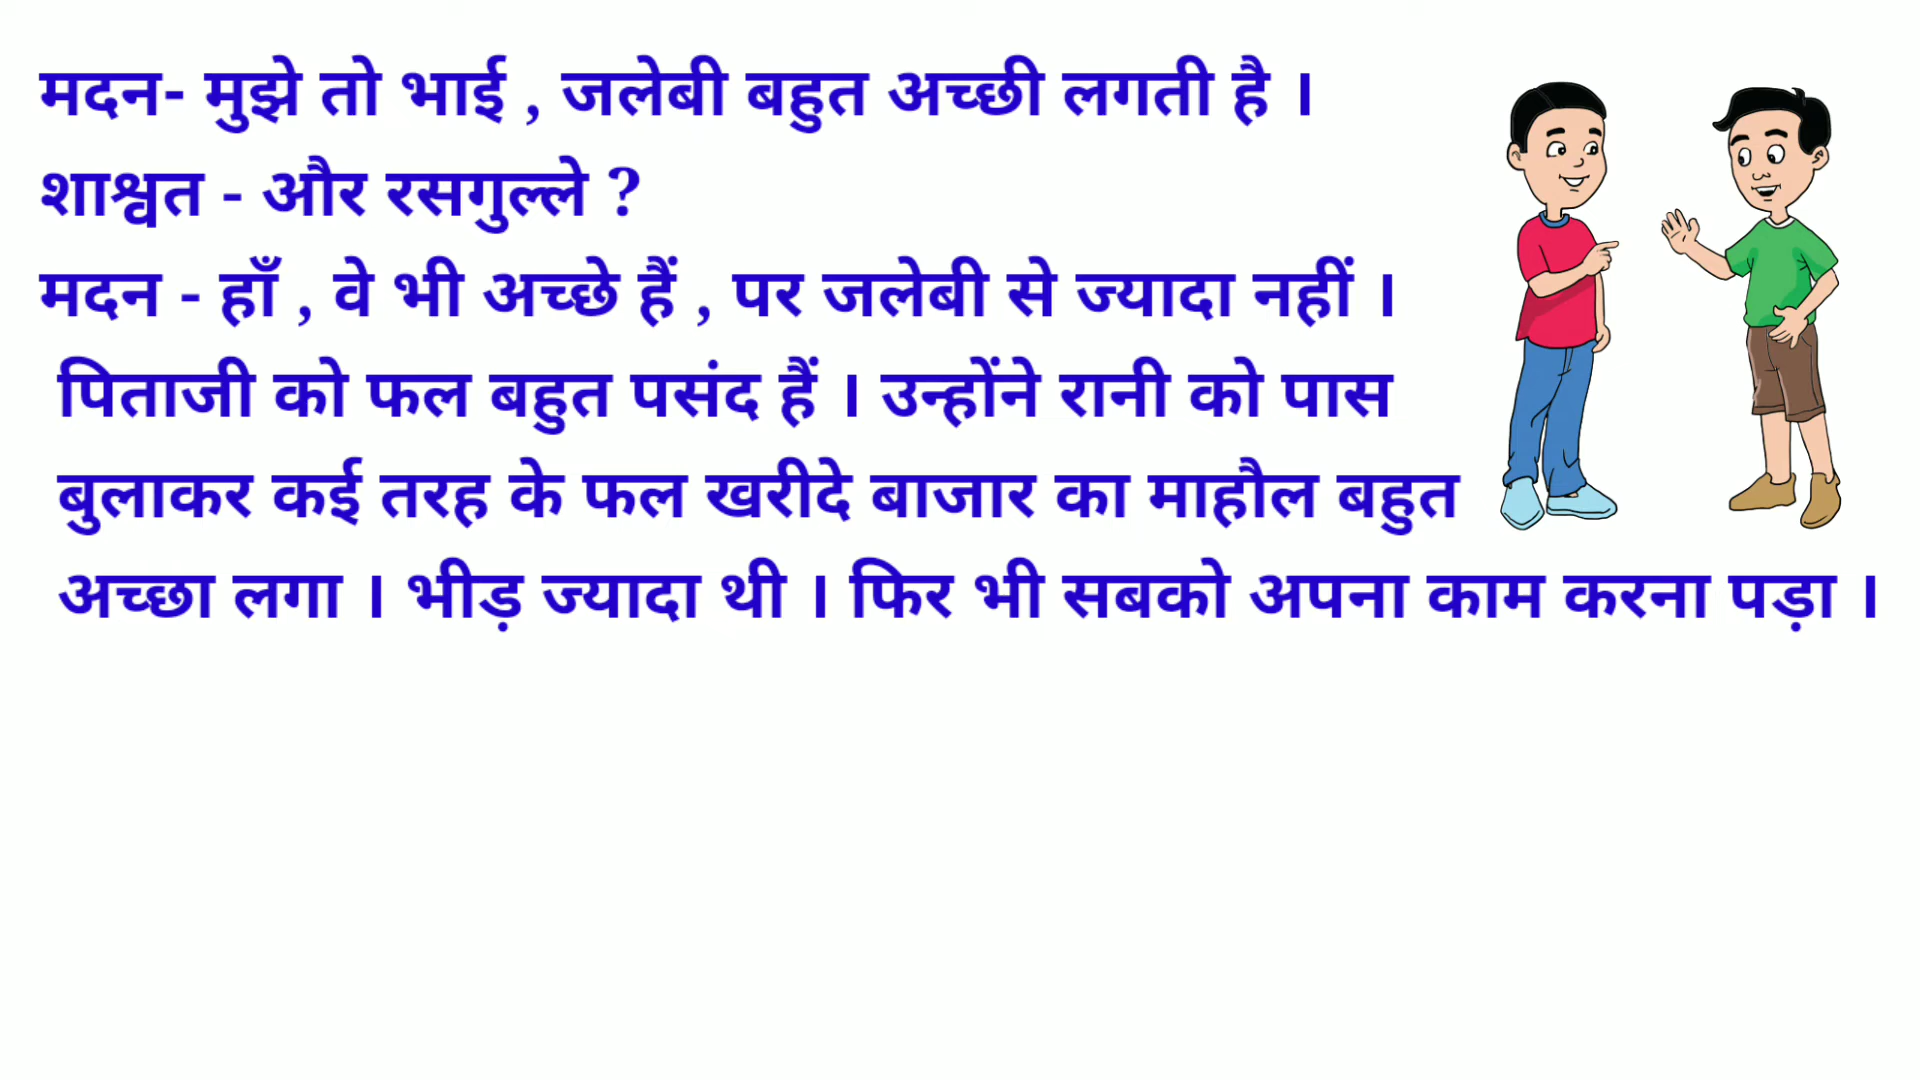 मदन- मुझे तो भाई , जलेबी बहुत अच्छी लगती है ।
शाश्वत - और रसगुल्ले ?
मदन - हाँ , वे भी अच्छे हैं , पर जलेबी से ज्यादा नहीं ।
पिताजी को फल बहुत पसंद हैं । उन्होंने रानी को पास
बुलाकर कई तरह के फल खरीदे बाजार का माहौल बहुत
अच्छा लगा । भीड़ ज्यादा थी । फिर भी सबको अपना काम करना पड़ा ।